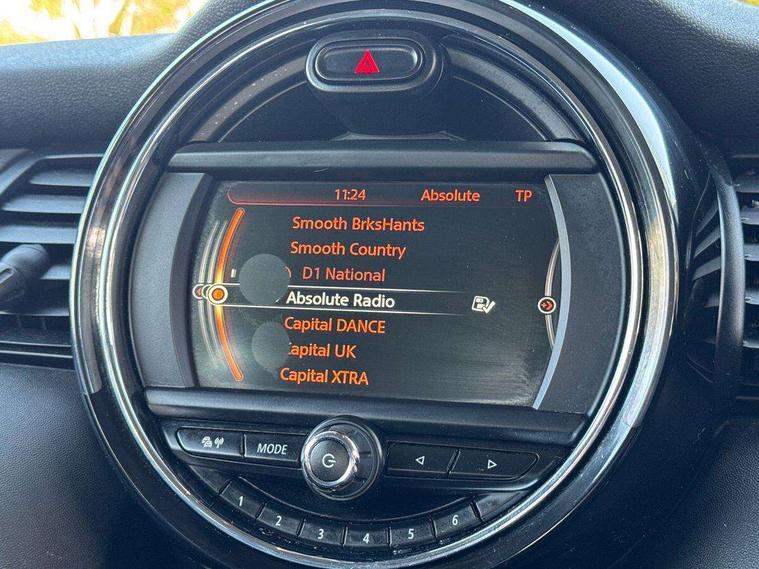 11:24 Absolute TP
Smooth BrksHants
Smooth Country
D1 National
Absolute Radio
Capital DANCE
UK
Capital XTRA
MODE
1 2 3 4 5 6